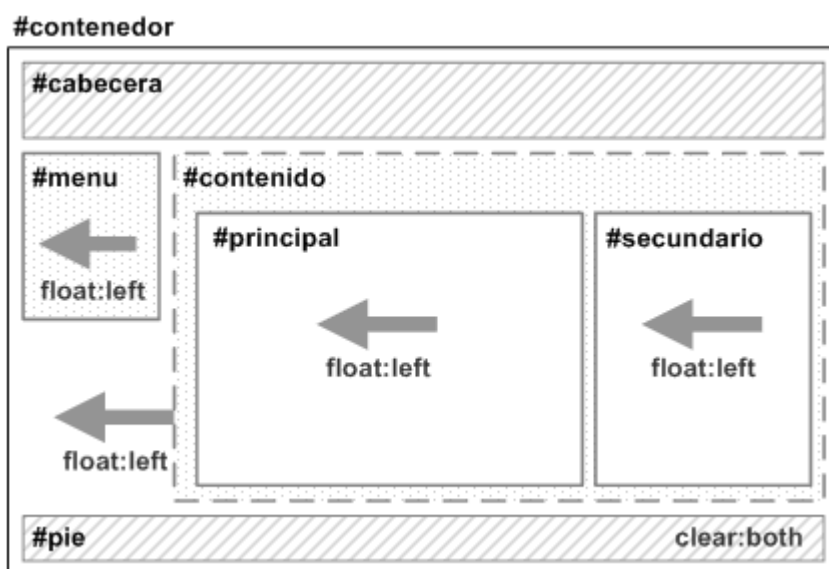 #contenedor
#cabecera
#menu
#contenido
#principal
#secundario
float:left
float:left
float:left
float:left
#pie
clear:both